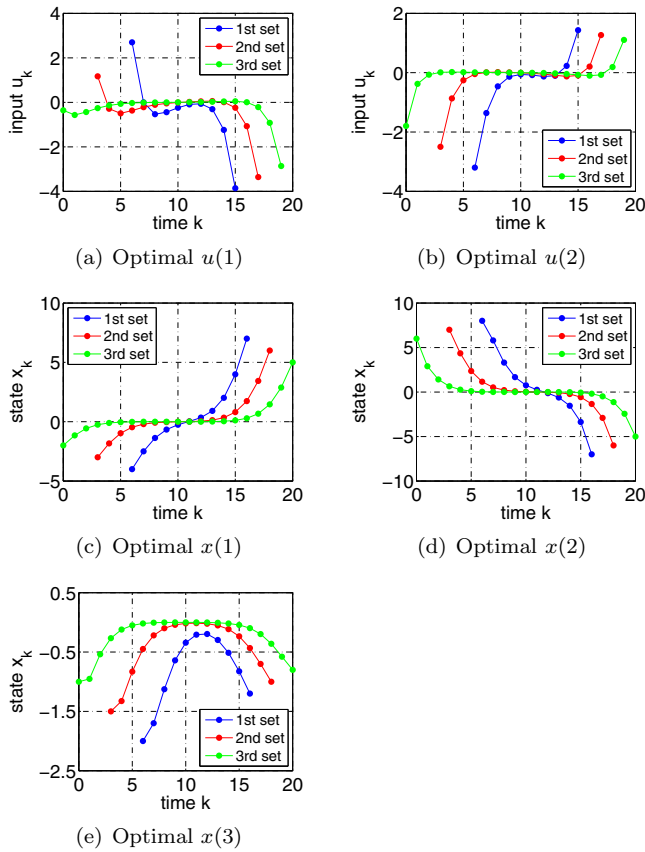 4
2
0
−2
−4
input u_k
0 5 10 15 20
time k
1st set
2nd set
3rd set
(a) Optimal u(1)
2
0
−2
−4
input u_k
0 5 10 15 20
time k
1st set
2nd set
3rd set
(b) Optimal u(2)
10
5
0
−5
state x_k
0 5 10 15 20
time k
1st set
2nd set
3rd set
(c) Optimal x(1)
10
5
0
−5
−10
state x_k
0 5 10 15 20
time k
1st set
2nd set
3rd set
(d) Optimal x(2)
0.5
−0.5
−1.5
−2.5
state x_k
0 5 10 15 20
time k
1st set
2nd set
3rd set
(e) Optimal x(3)